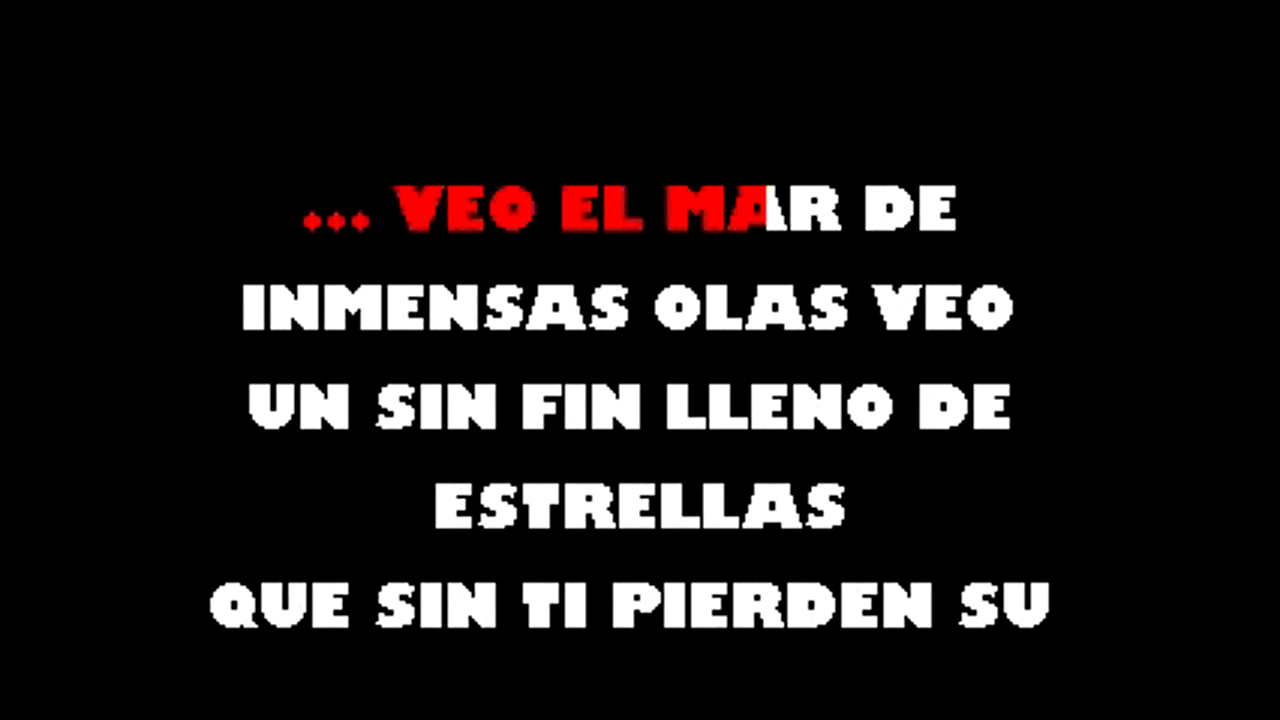 ... VEO EL MAR DE
INMENSAS OLAS VEO
UN SIN FIN LLENO DE
ESTRELLAS
QUE SIN TI PIERDEN SU